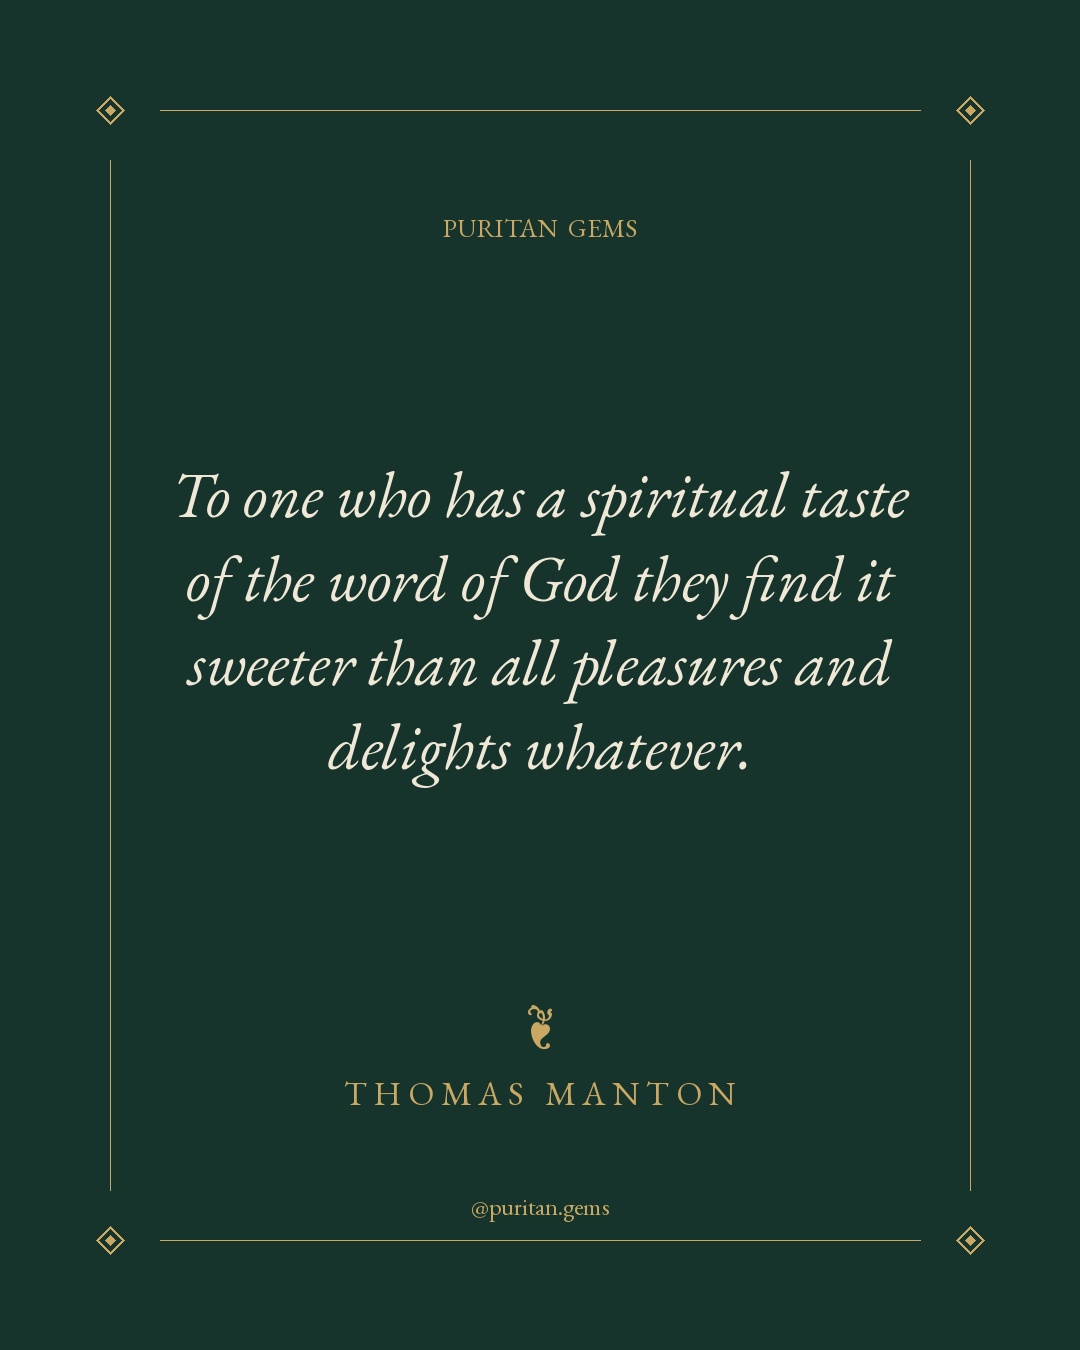 PURITAN GEMS
To one who has a spiritual taste
of the word of God they find it
sweeter than all pleasures and
delights whatever.
THOMAS MANTON
@puritan.gems